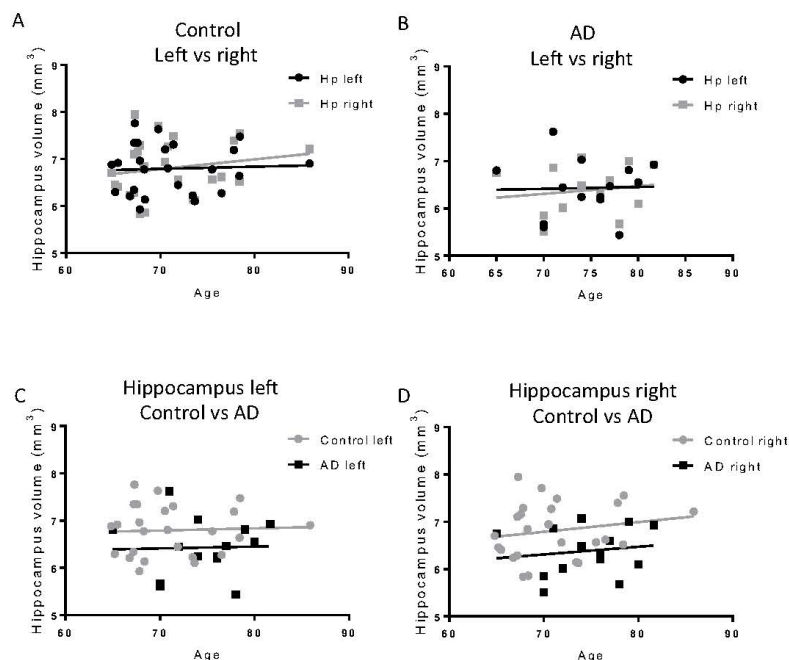 A
Control
Left vs right
Hp left
Hp right
Hippocampus volume (mm³)
9
8
7
6
5
60
70
80
90
Age
B
AD
Left vs right
Hp left
Hp right
Hippocampus volume (mm³)
9
8
7
6
5
60
65
70
75
80
85
90
Age
C
Hippocampus left
Control vs AD
Control left
AD left
Hippocampus volume (mm³)
9
8
7
6
5
60
70
80
90
Age
D
Hippocampus right
Control vs AD
Control right
AD right
Hippocampus volume (mm³)
9
8
7
6
5
60
71
80
90
Age